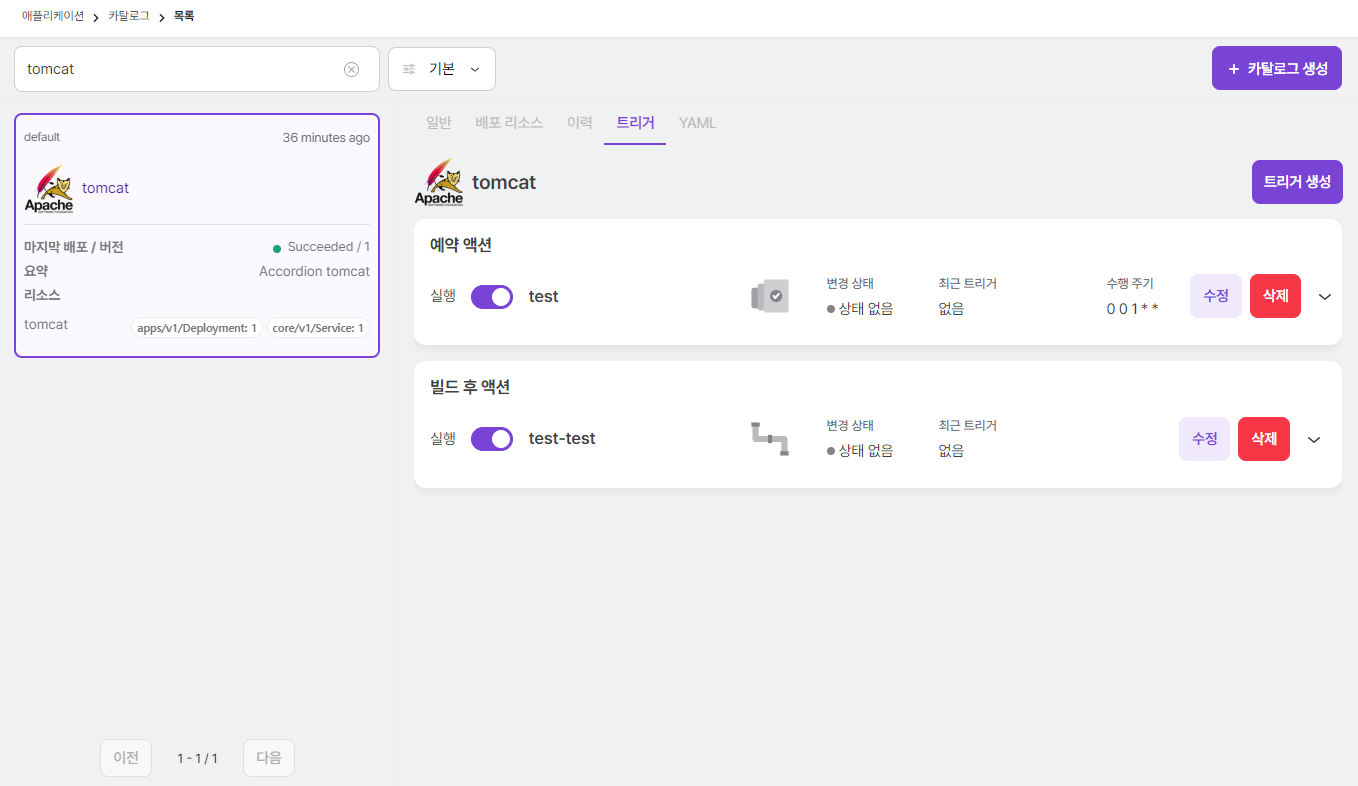 애플리케이션 > 카탈로그 > 목록
tomcat
기본
+ 카탈로그 생성
default
36 minutes ago
Apache
SOFTWARE FOUNDATION
tomcat
마지막 배포 / 버전
Succeeded / 1
요약
Accordion tomcat
리소스
tomcat
apps/v1/Deployment: 1
core/v1/Service: 1
이전
1 - 1 / 1
다음
일반
배포 리소스
이력
트리거
YAML
Apache
SOFTWARE FOUNDATION
tomcat
트리거 생성
예약 액션
실행
test
변경 상태
상태 없음
최근 트리거
없음
수행 주기
0 0 1 * *
수정
삭제
빌드 후 액션
실행
test-test
변경 상태
상태 없음
최근 트리거
없음
수정
삭제